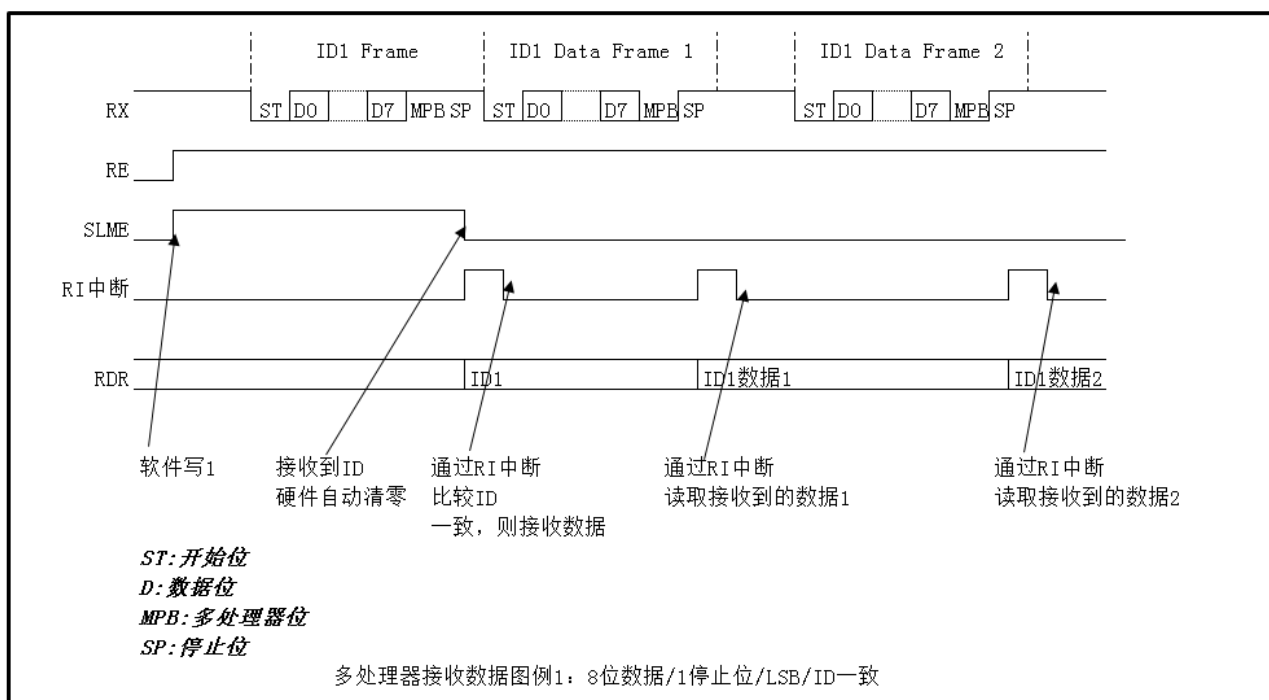 ID1 Frame
ID1 Data Frame 1
ID1 Data Frame 2
RX
ST D0 D7 MPB SP ST D0 D7 MPB SP ST D0 D7 MPB SP
RE
SLME
RI中断
RDR
ID1
ID1数据1
ID1数据2
软件写1
接收到ID
硬件自动清零
通过RI中断
比较ID
一致，则接收数据
通过RI中断
读取接收到的数据1
通过RI中断
读取接收到的数据2
ST:开始位
D:数据位
MPB:多处理器位
SP:停止位
多处理器接收数据图例1：8位数据/1停止位/LSB/ID一致